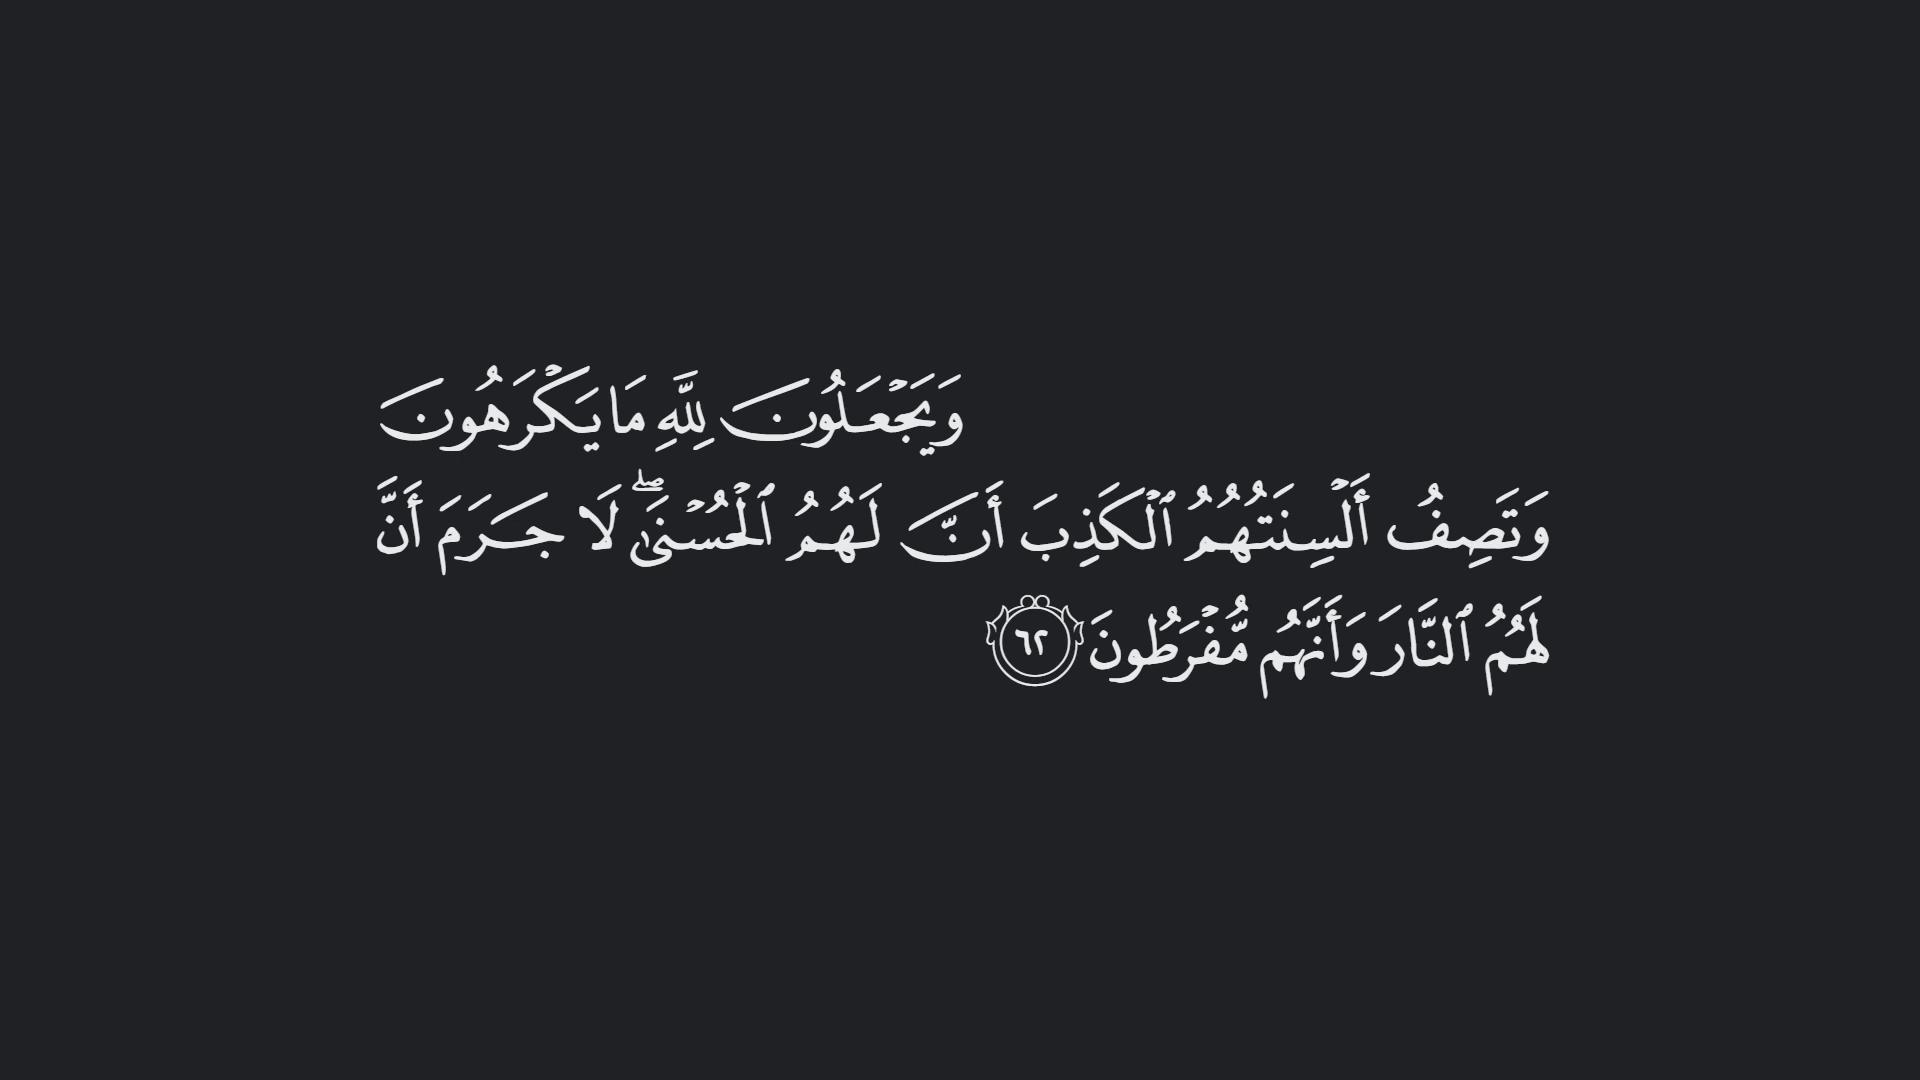 وَيَجۡعَلُونَ لِلَّهِ مَا يَكۡرَهُونَ
وَتَصِفُ أَلۡسِنَتُهُمُ ٱلۡكَذِبَ أَنَّ لَهُمُ ٱلۡحُسۡنَىٰۖ لَا جَرَمَ أَنَّ
لَهُمُ ٱلنَّارَ وَأَنَّهُم مُّفۡرَطُونَ ٦٢